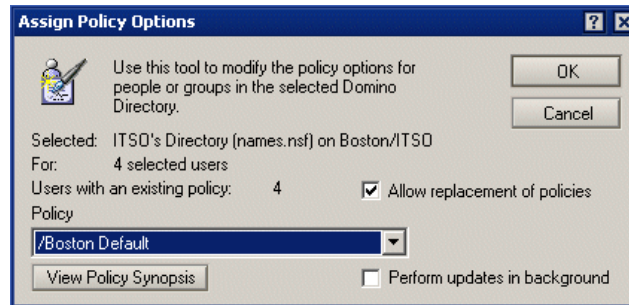 Assign Policy Options
Use this tool to modify the policy options for
people or groups in the selected Domino
Directory.
OK
Cancel
Selected: ITSO's Directory (names.nsf) on Boston/ITSO
For: 4 selected users
Users with an existing policy: 4
Allow replacement of policies
Policy
/Boston Default
View Policy Synopsis
Perform updates in background